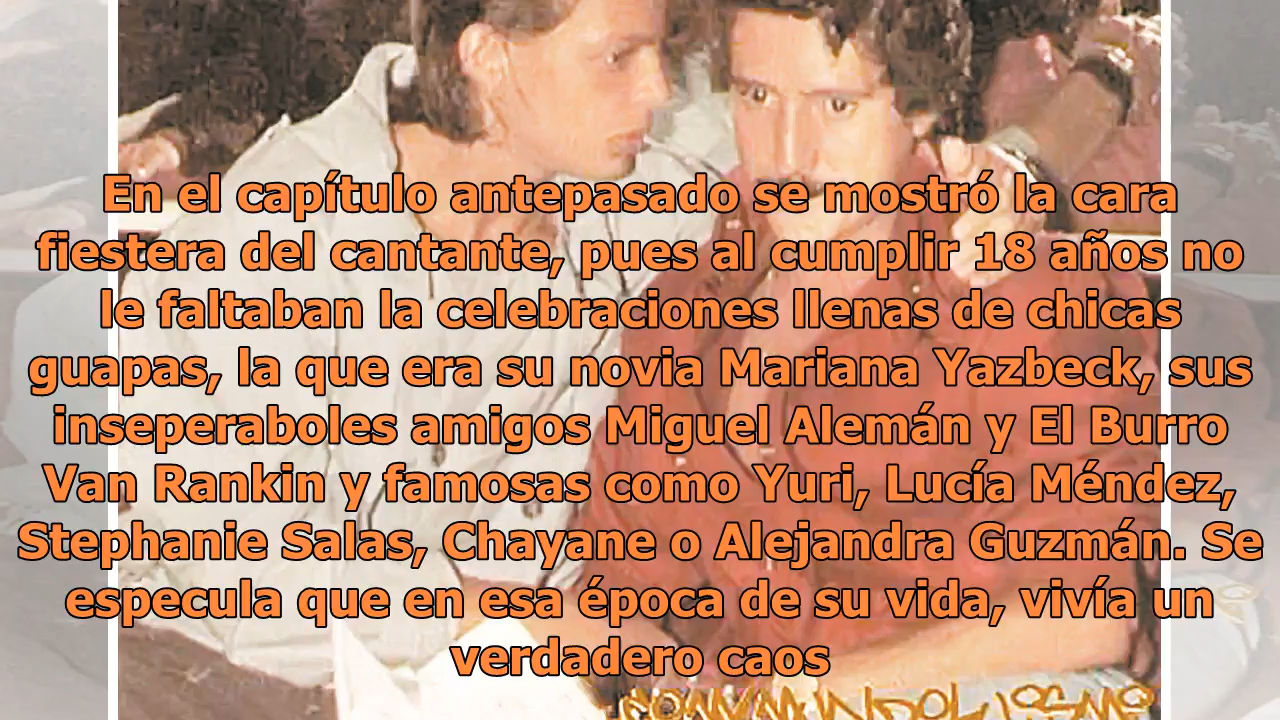 En el capítulo antepasado se mostró la cara
fiestera del cantante, pues al cumplir 18 años no
le faltaban la celebraciones llenas de chicas
guapas, la que era su novia Mariana Yazbeck, sus
inseperaboles amigos Miguel Alemán y El Burro
Van Rankin y famosas como Yuri, Lucía Méndez,
Stephanie Salas, Chayane o Alejandra Guzmán. Se
especula que en esa época de su vida, vivía un
verdadero caos